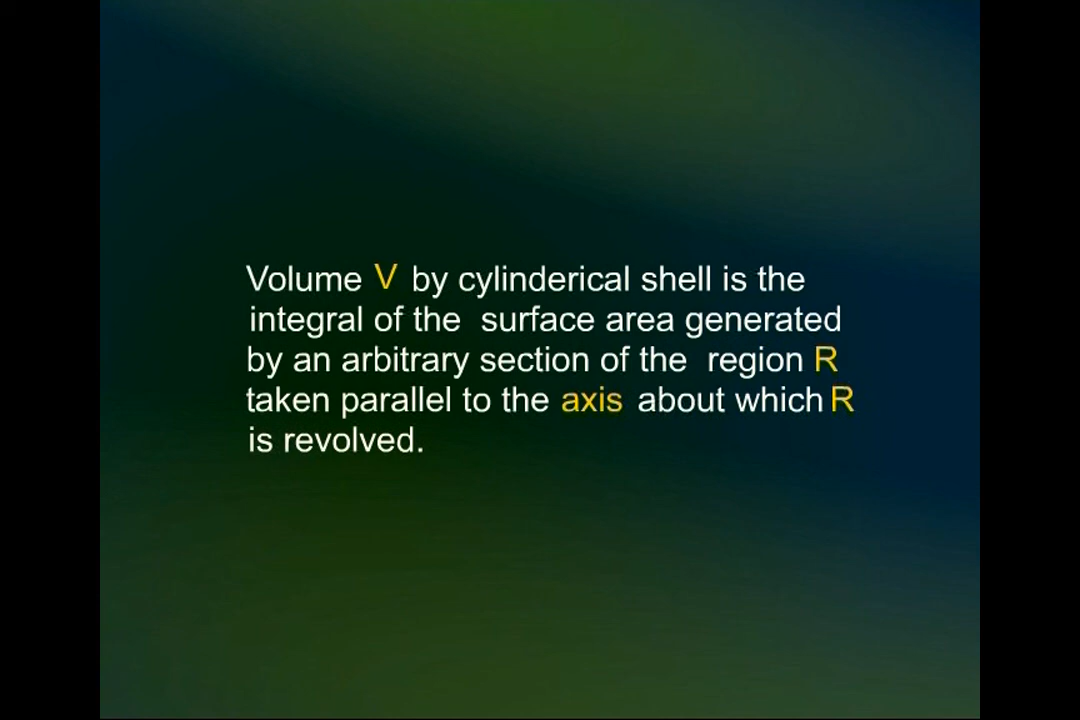 Volume V by cylinderical shell is the
integral of the surface area generated
by an arbitrary section of the region R
taken parallel to the axis about which R
is revolved.